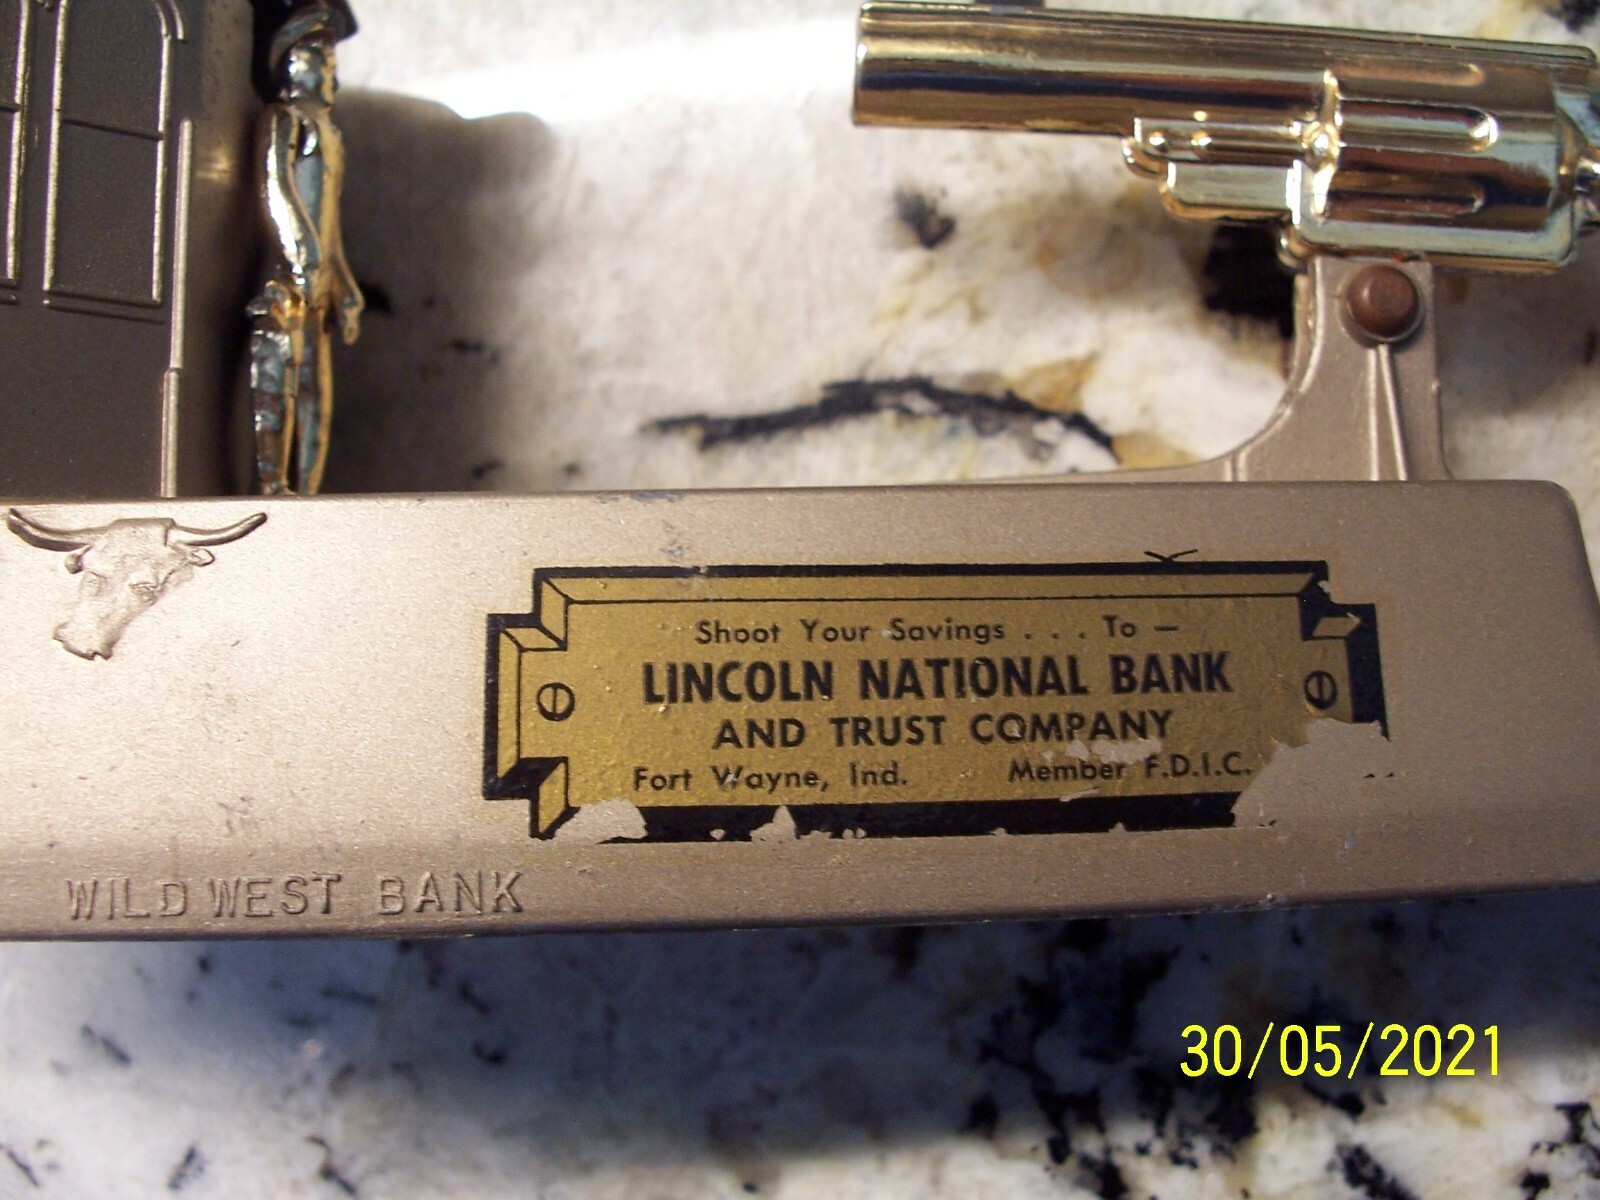 Shoot Your Savings . . . To —
LINCOLN NATIONAL BANK
AND TRUST COMPANY
Fort Wayne, Ind. Member F.D.I.C.
WILD WEST BANK
30/05/2021